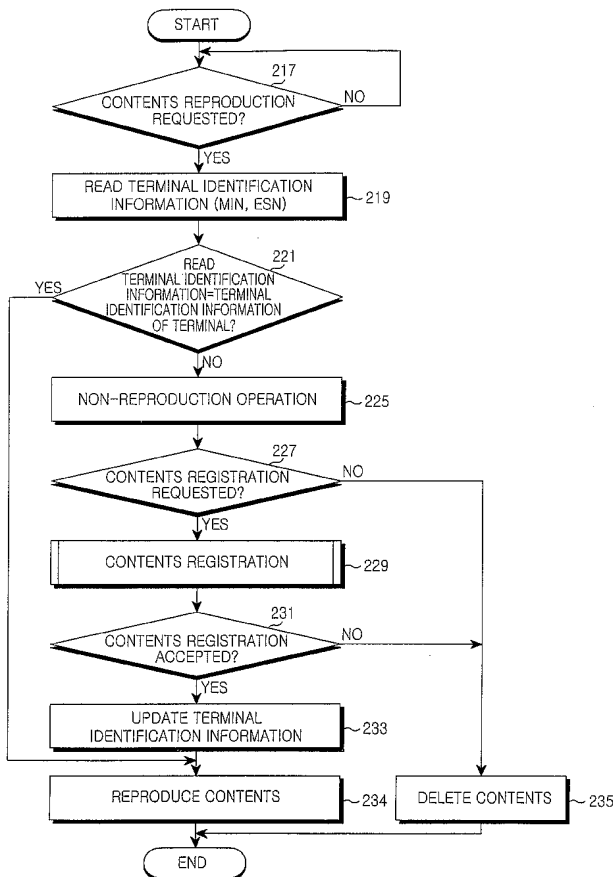 START
217
CONTENTS REPRODUCTION
REQUESTED?
NO
YES
READ TERMINAL IDENTIFICATION
INFORMATION (MIN, ESN)
219
221
READ
TERMINAL IDENTIFICATION
INFORMATION=TERMINAL
IDENTIFICATION INFORMATION
OF TERMINAL?
YES
NO
NON-REPRODUCTION OPERATION
225
227
CONTENTS REGISTRATION
REQUESTED?
NO
YES
CONTENTS REGISTRATION
229
231
CONTENTS REGISTRATION
ACCEPTED?
NO
YES
UPDATE TERMINAL
IDENTIFICATION INFORMATION
233
REPRODUCE CONTENTS
234
DELETE CONTENTS
235
END